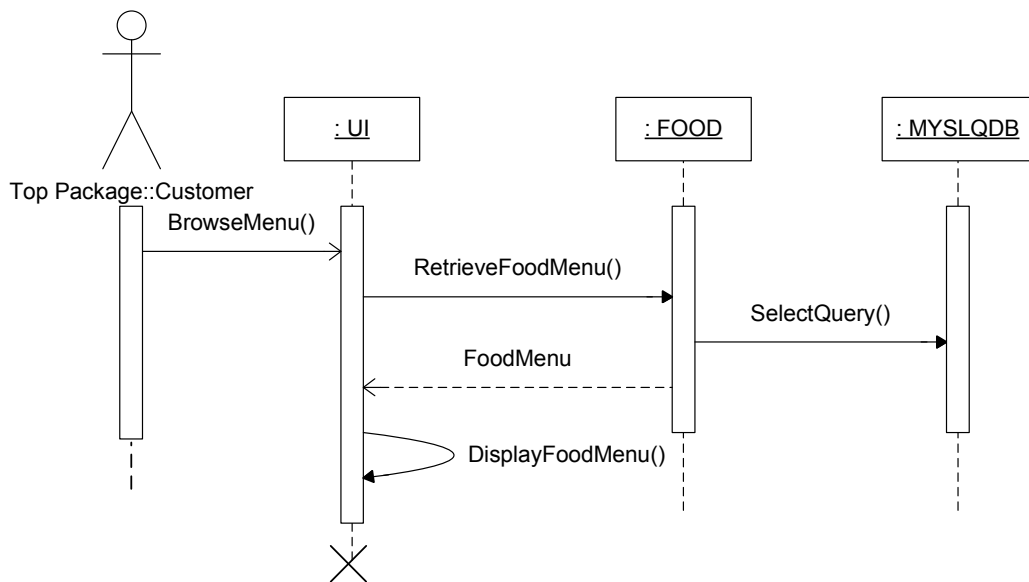 : UI
: FOOD
: MYSLQDB
Top Package::Customer
BrowseMenu()
RetrieveFoodMenu()
SelectQuery()
FoodMenu
DisplayFoodMenu()